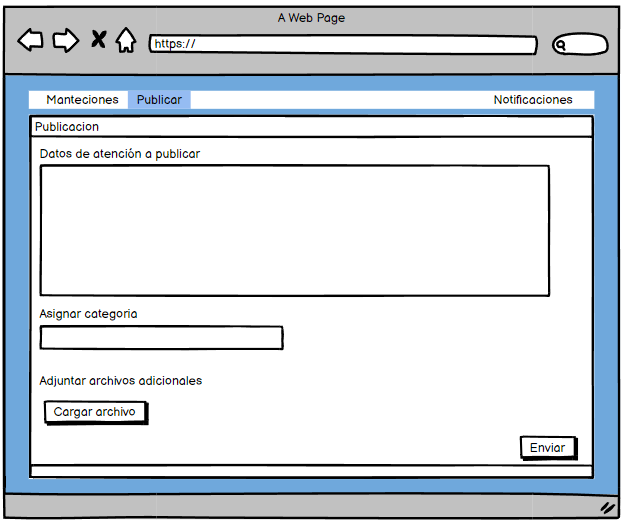 A Web Page
https://
Manteciones Publicar Notificaciones
Publicacion
Datos de atención a publicar
Asignar categoria
Adjuntar archivos adicionales
Cargar archivo
Enviar